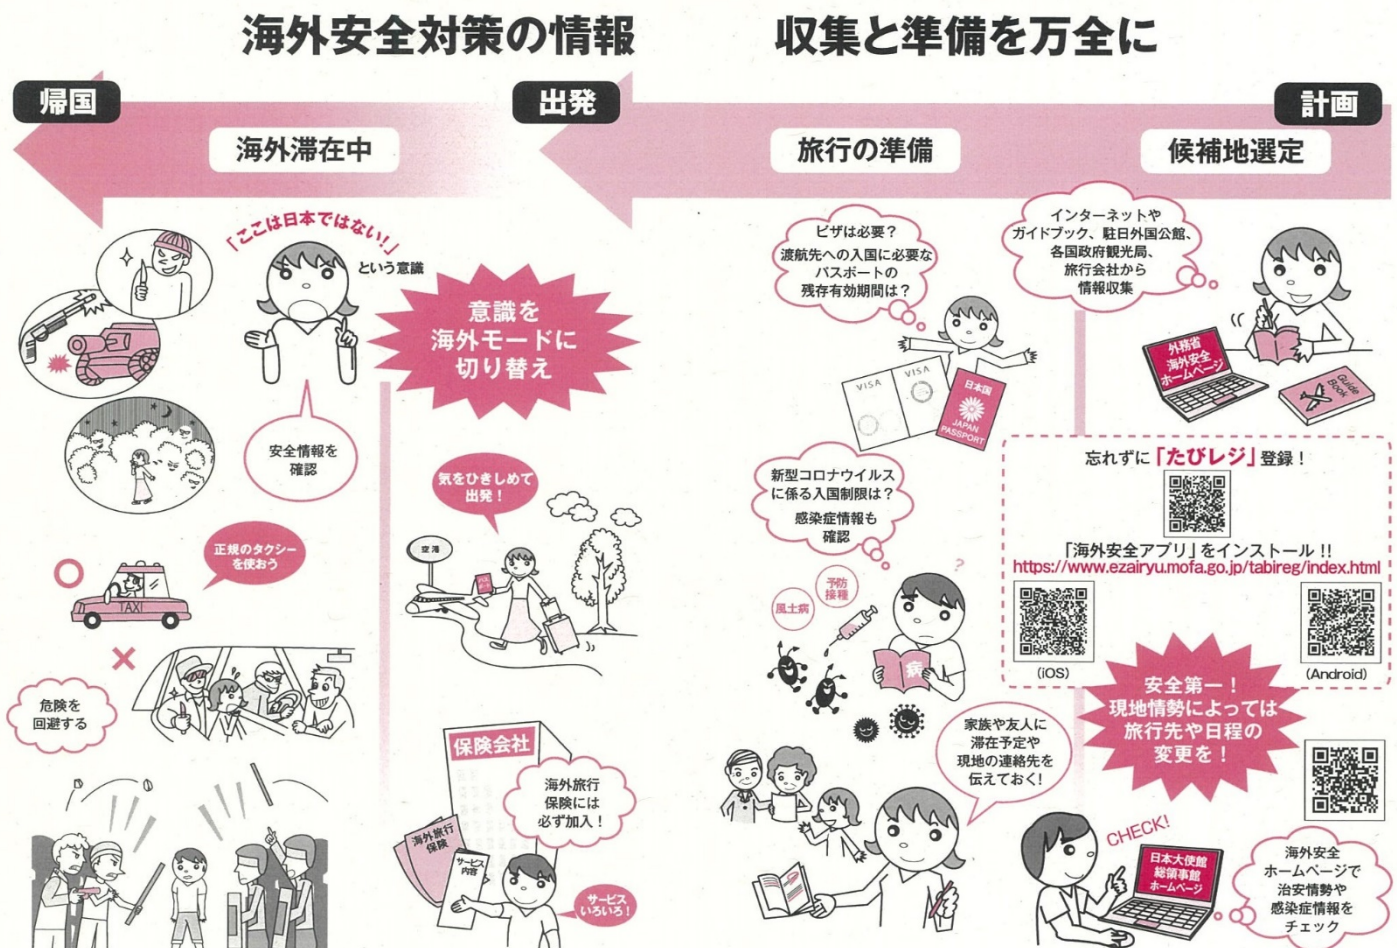 海外安全対策の情報 収集と準備を万全に
計画
出発
帰国
候補地選定
旅行の準備
海外滞在中
インターネットや
ガイドブック、駐日外国公館、
各国政府観光局、
旅行会社から
情報収集
外務省
海外安全
ホームページ
Guide
Book
忘れずに「たびレジ」登録！
「海外安全アプリ」をインストール !!
https://www.ezairyu.mofa.go.jp/tabireg/index.html
(iOS)
(Android)
安全第一！
現地情勢によっては
旅行先や日程の
変更を！
CHECK!
日本大使館
総領事館
ホームページ
海外安全
ホームページで
治安情勢や
感染症情報を
チェック
ビザは必要？
渡航先への入国に必要な
パスポートの
残存有効期間は？
VISA
VISA
日本国
JAPAN
PASSPORT
新型コロナウイルス
に係る入国制限は？
感染症情報も
確認
?
予防
接種
風土病
病
家族や友人に
滞在予定や
現地の連絡先を
伝えておく!
意識を
海外モードに
切り替え
気をひきしめて
出発！
空港
保険会社
海外旅行
保険には
必ず加入！
海外旅行
保険
サービス
内容
サービス
いろいろ！
「ここは日本ではない!」
という意識
安全情報を
確認
正規のタクシー
を使おう
TAXI
危険を
回避する